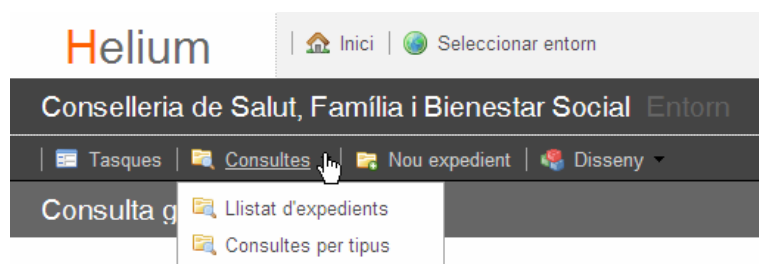 Helium
Inici
Seleccionar entorn
Conselleria de Salut, Família i Bienestar Social Entorn
Tasques
Consultes
Nou expedient
Disseny
Consulta g
Llistat d'expedients
Consultes per tipus